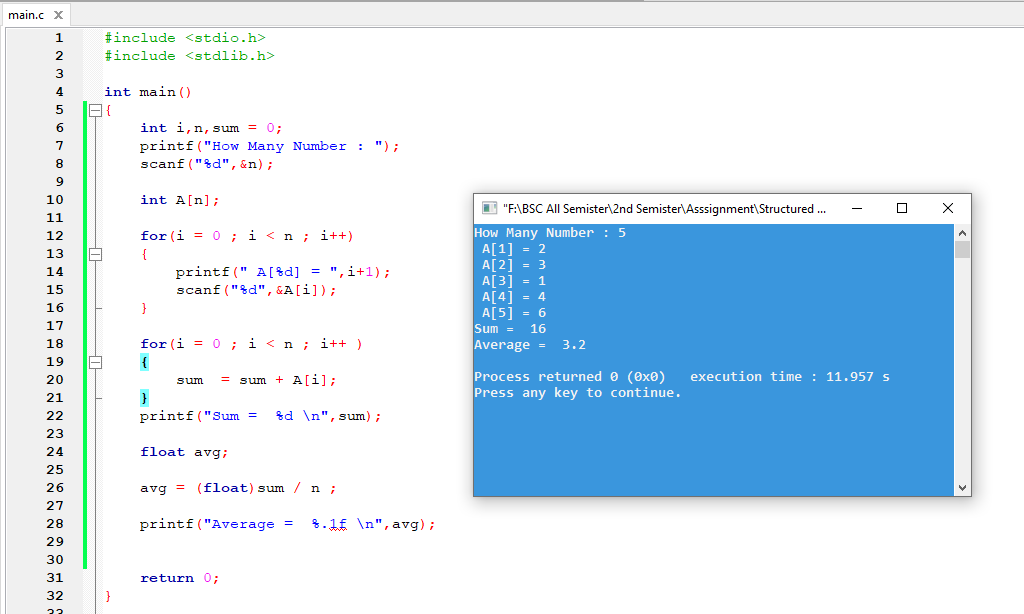 main.c
1 #include <stdio.h>
2 #include <stdlib.h>
3
4 int main()
5 {
6 int i,n,sum = 0;
7 printf("How Many Number : ");
8 scanf("%d",&n);
9
10 int A[n];
11
12 for(i = 0 ; i < n ; i++)
13 {
14 printf(" A[%d] = ",i+1);
15 scanf("%d",&A[i]);
16 }
17
18 for(i = 0 ; i < n ; i++ )
19 {
20 sum = sum + A[i];
21 }
22 printf("Sum = %d \n",sum);
23
24 float avg;
25
26 avg = (float)sum / n ;
27
28 printf("Average = %.1f \n",avg);
29
30
31 return 0;
32 }
33
"F:\BSC All Semister\2nd Semister\Asssignment\Structured ...
How Many Number : 5
A[1] = 2
A[2] = 3
A[3] = 1
A[4] = 4
A[5] = 6
Sum = 16
Average = 3.2
Process returned 0 (0x0) execution time : 11.957 s
Press any key to continue.